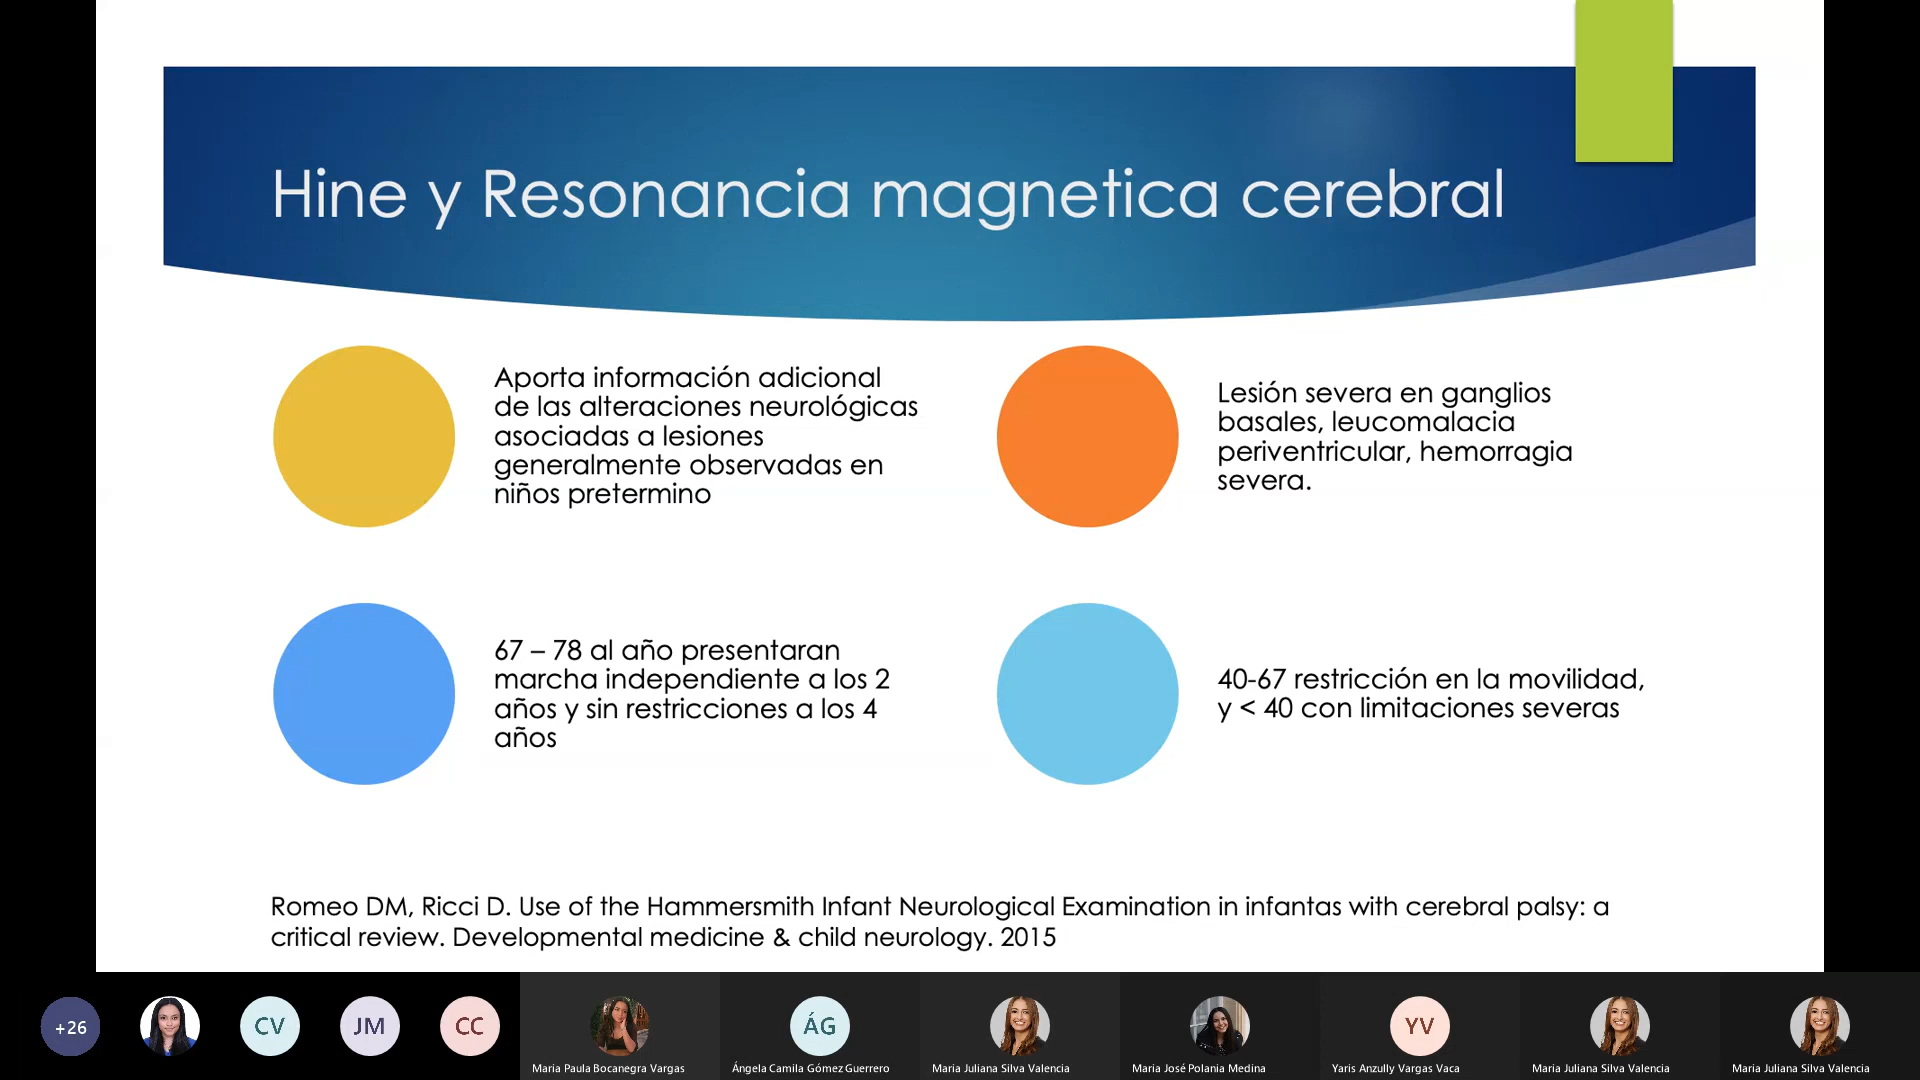 Hine y Resonancia magnetica cerebral
Aporta información adicional
de las alteraciones neurológicas
asociadas a lesiones
generalmente observadas en
niños pretermino
Lesión severa en ganglios
basales, leucomalacia
periventricular, hemorragia
severa.
67 – 78 al año presentaran
marcha independiente a los 2
años y sin restricciones a los 4
años
40-67 restricción en la movilidad,
y < 40 con limitaciones severas
Romeo DM, Ricci D. Use of the Hammersmith Infant Neurological Examination in infantas with cerebral palsy: a
critical review. Developmental medicine & child neurology. 2015
+26
CV
JM
CC
Maria Paula Bocanegra Vargas
ÁG
Ángela Camila Gómez Guerrero
Maria Juliana Silva Valencia
Maria José Polania Medina
YV
Yaris Anzully Vargas Vaca
Maria Juliana Silva Valencia
Maria Juliana Silva Valencia